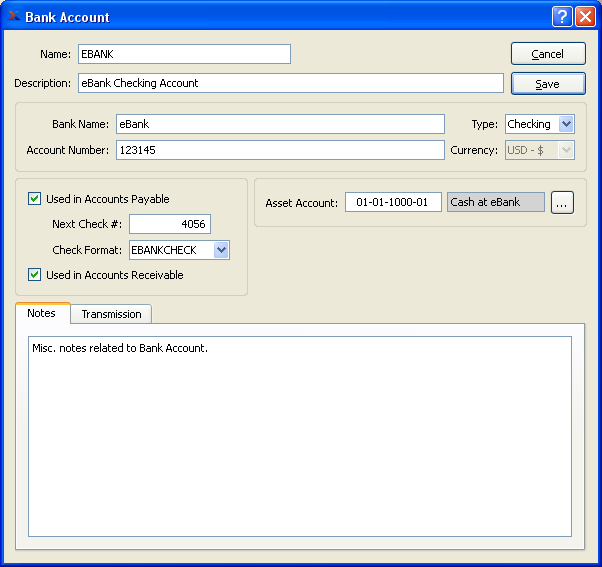 Bank Account
Name: EBANK Cancel
Description: eBank Checking Account Save
Bank Name: eBank Type: Checking
Account Number: 123145 Currency: USD - $
Used in Accounts Payable
Asset Account: 01-01-1000-01 Cash at eBank ...
Next Check #: 4056
Check Format: EBANKCHECK
Used in Accounts Receivable
Notes Transmission
Misc. notes related to Bank Account.